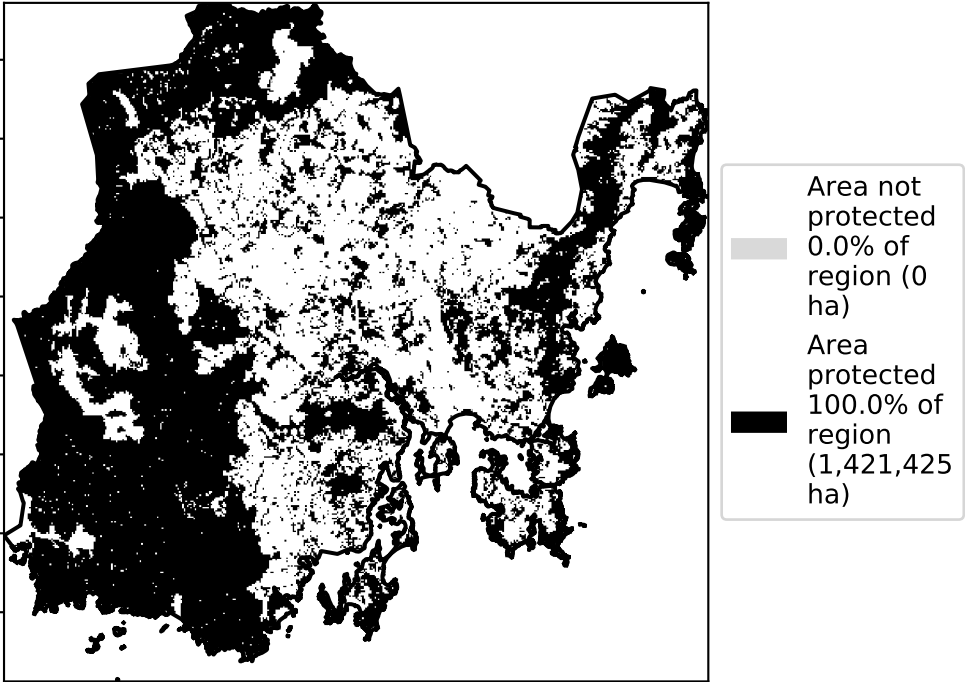 Area not
protected
0.0% of
region (0
ha)
Area
protected
100.0% of
region
(1,421,425
ha)